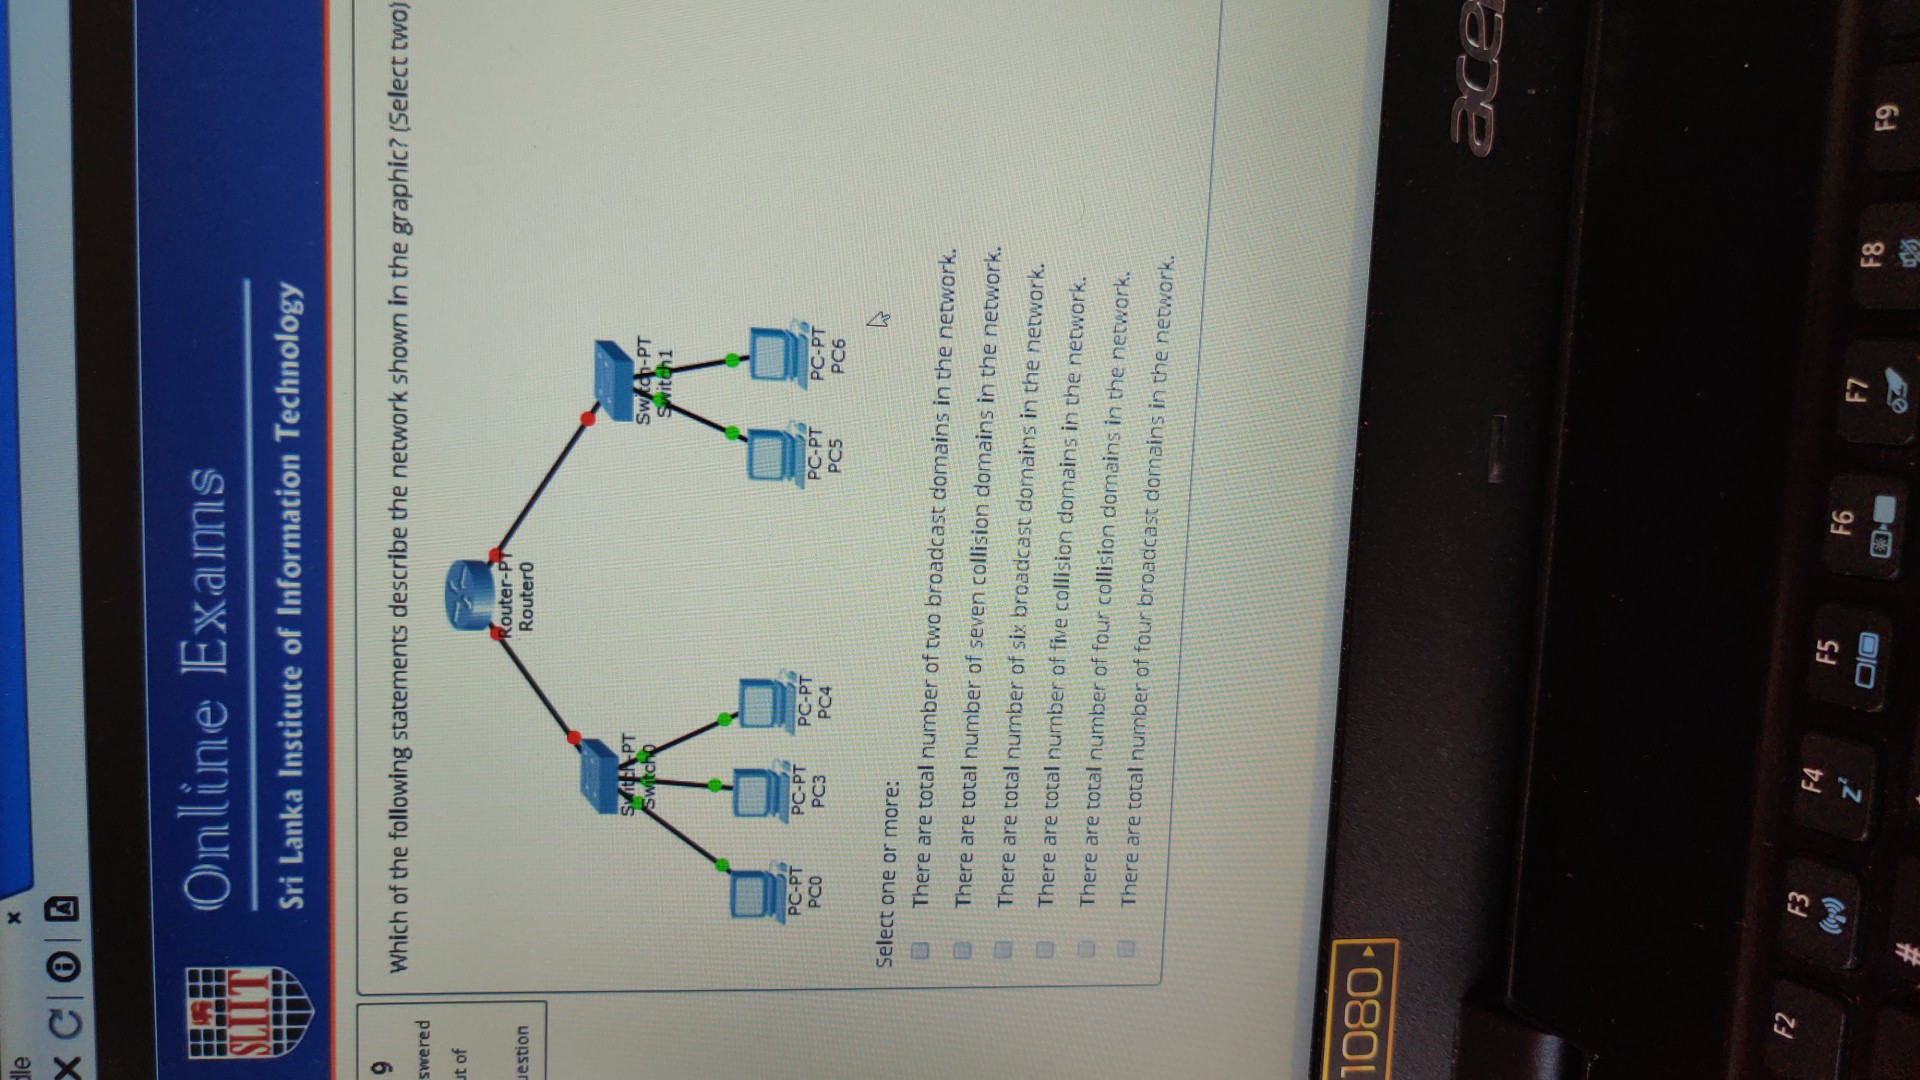 dle
SLIIT
Online Exams
Sri Lanka Institute of Information Technology
9
swered
ut of
uestion
Which of the following statements describe the network shown in the graphic? (Select two)
Router-PT
Router0
Switch-PT
Switch0
Switch-PT
Switch1
PC-PT
PC0
PC-PT
PC3
PC-PT
PC4
PC-PT
PC5
PC-PT
PC6
Select one or more:
There are total number of two broadcast domains in the network.
There are total number of seven collision domains in the network.
There are total number of six broadcast domains in the network.
There are total number of five collision domains in the network.
There are total number of four collision domains in the network.
There are total number of four broadcast domains in the network.
1080
acer
F2
F3
F4
Zz
F5
F6
F7
F8
F9
#